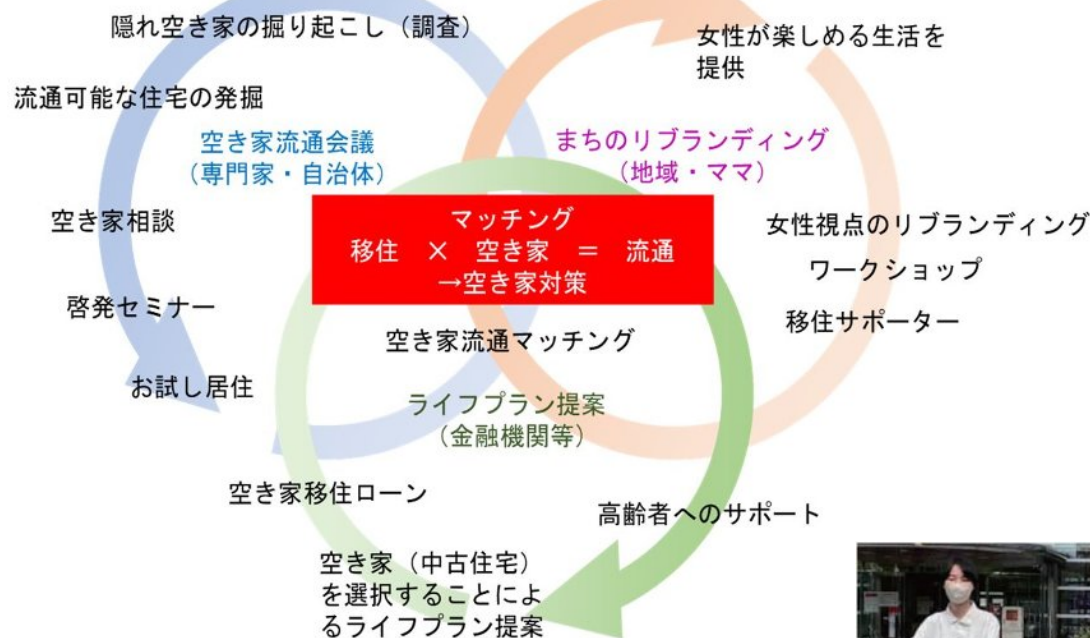 隠れ空き家の掘り起こし（調査）
流通可能な住宅の発掘
空き家流通会議
（専門家・自治体）
空き家相談
啓発セミナー
お試し居住
女性が楽しめる生活を
提供
まちのリブランディング
（地域・ママ）
女性視点のリブランディング
ワークショップ
移住サポーター
マッチング
移住　×　空き家　＝　流通
→空き家対策
空き家流通マッチング
ライフプラン提案
（金融機関等）
空き家移住ローン
高齢者へのサポート
空き家（中古住宅）
を選択することによ
るライフプラン提案